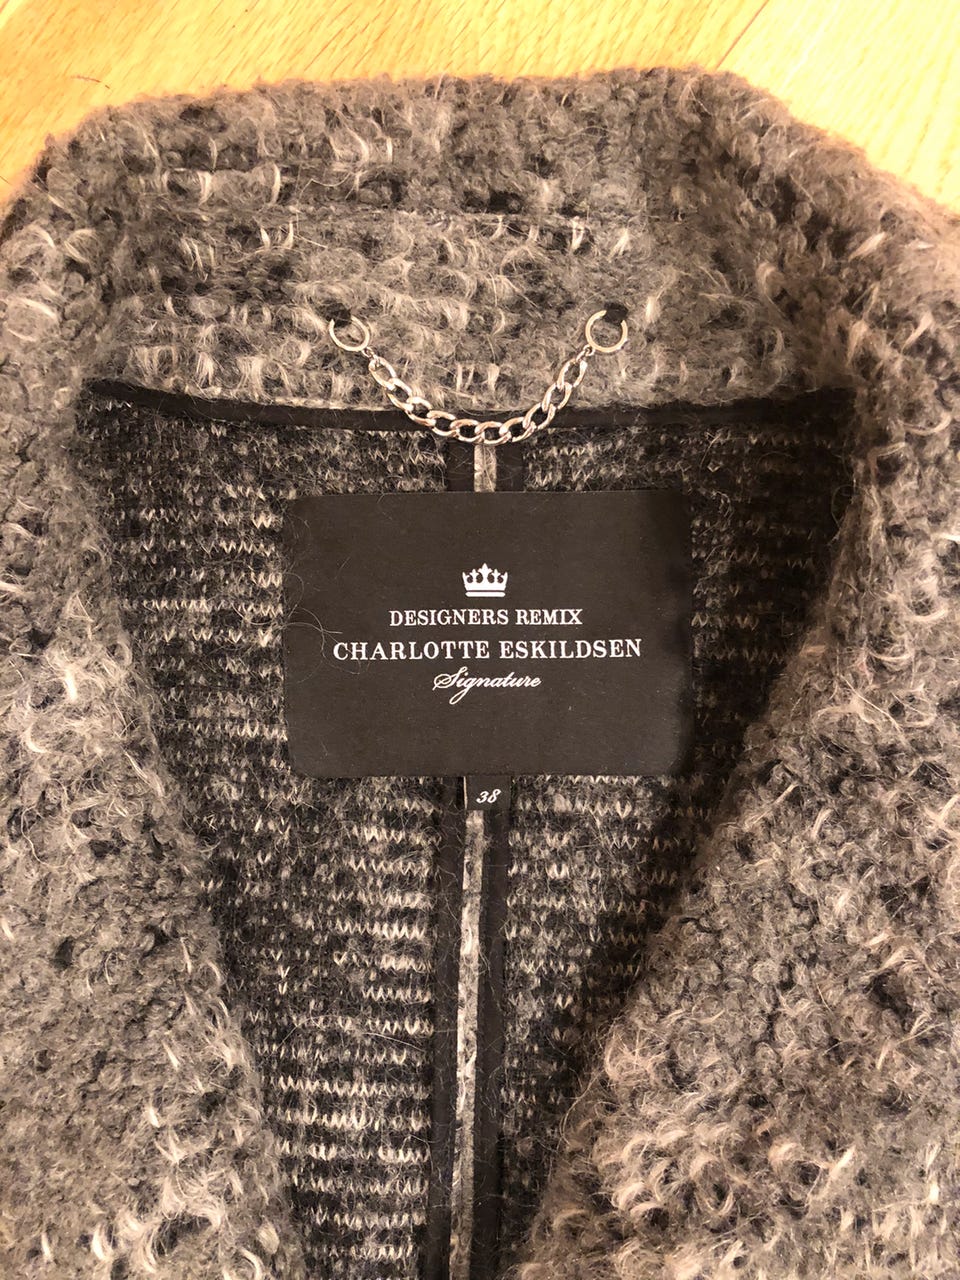 DESIGNERS REMIX
CHARLOTTE ESKILDSEN
Signature
38